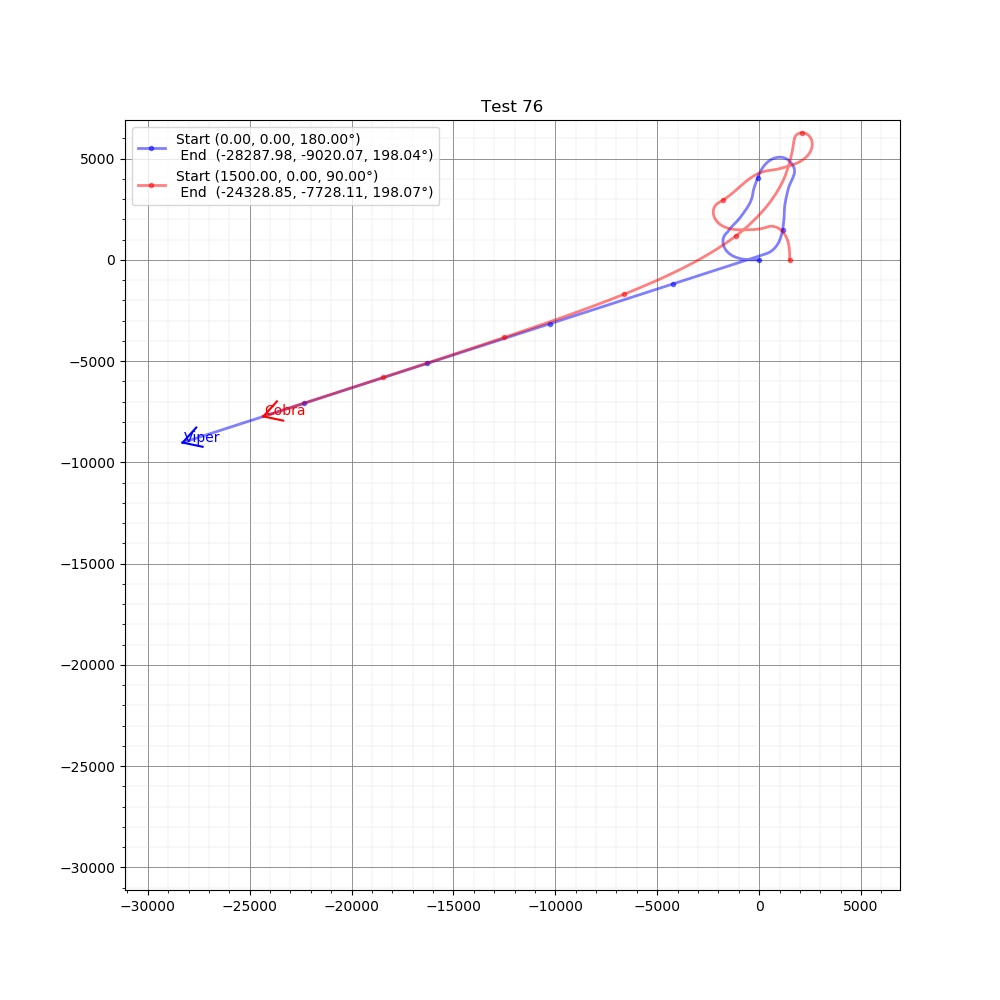 Test 76
Start (0.00, 0.00, 180.00°)
End (-28287.98, -9020.07, 198.04°)
Start (1500.00, 0.00, 90.00°)
End (-24328.85, -7728.11, 198.07°)
5000
0
−5000
−10000
−15000
−20000
−25000
−30000
Cobra
Viper
−30000 −25000 −20000 −15000 −10000 −5000 0 5000